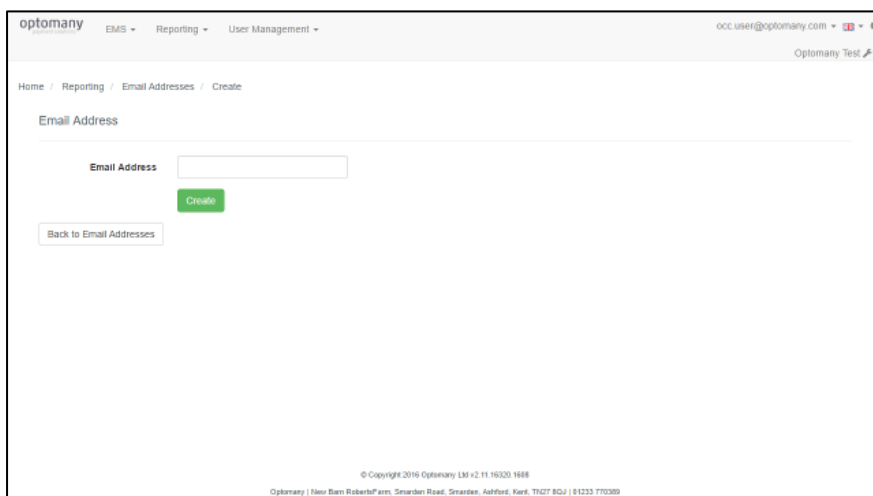 optomany
EMS Reporting User Management occ.user@optomany.com
Optomany Test
Home / Reporting / Email Addresses / Create
Email Address
Email Address
Create
Back to Email Addresses
© Copyright 2016 Optomany Ltd v2.11.16320.1608
Optomany | New Barn RobertsFarm, Smarden Road, Smarden, Ashford, Kent, TN27 8QJ | 01233 770389